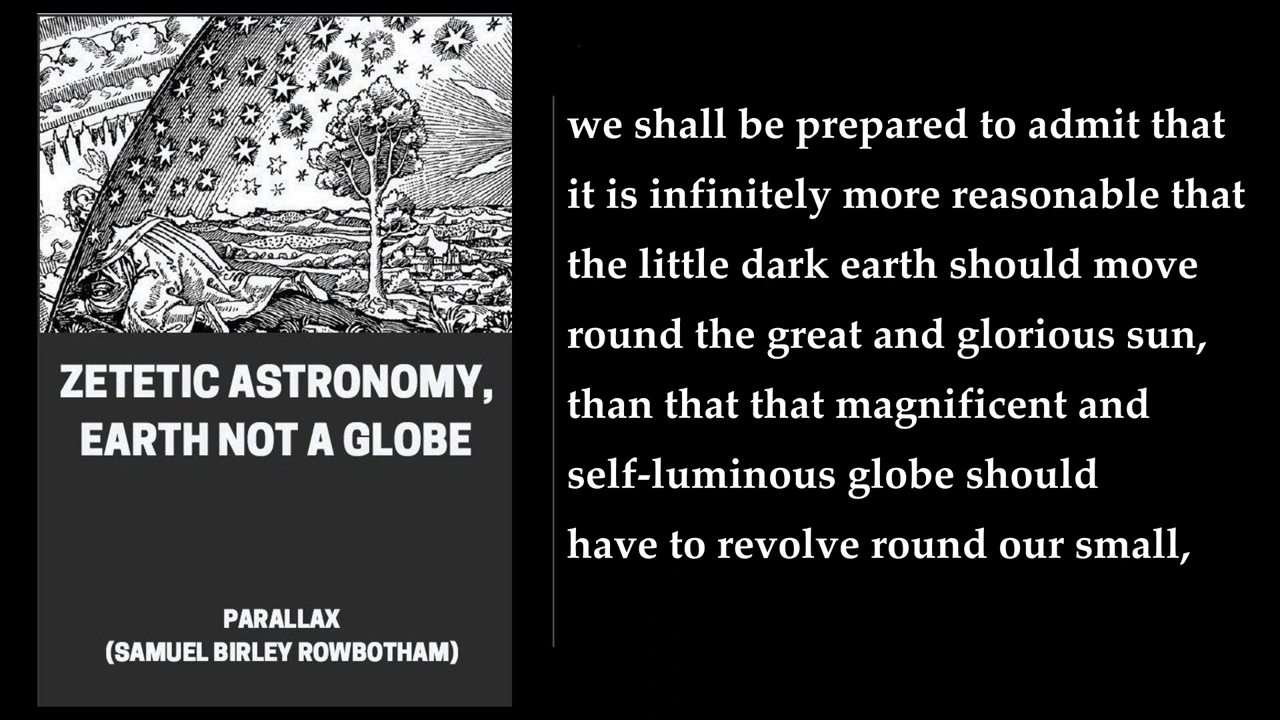 ZETETIC ASTRONOMY,
EARTH NOT A GLOBE
PARALLAX
(SAMUEL BIRLEY ROWBOTHAM)
we shall be prepared to admit that
it is infinitely more reasonable that
the little dark earth should move
round the great and glorious sun,
than that that magnificent and
self-luminous globe should
have to revolve round our small,